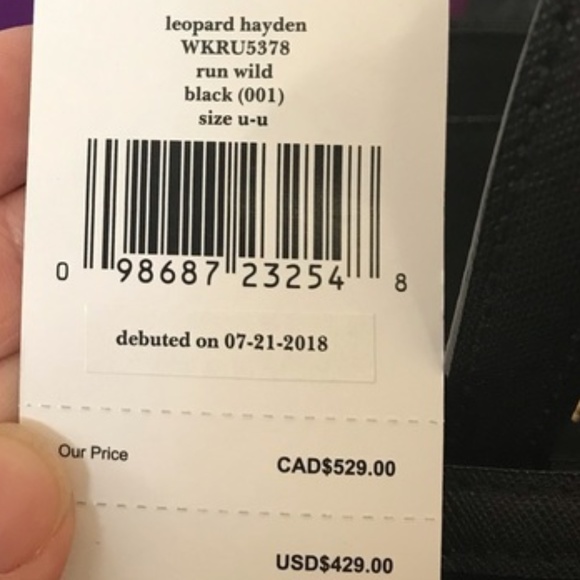 leopard hayden
WKRU5378
run wild
black (001)
size u-u
0 98687 23254 8
debuted on 07-21-2018
Our Price
CAD$529.00
USD$429.00